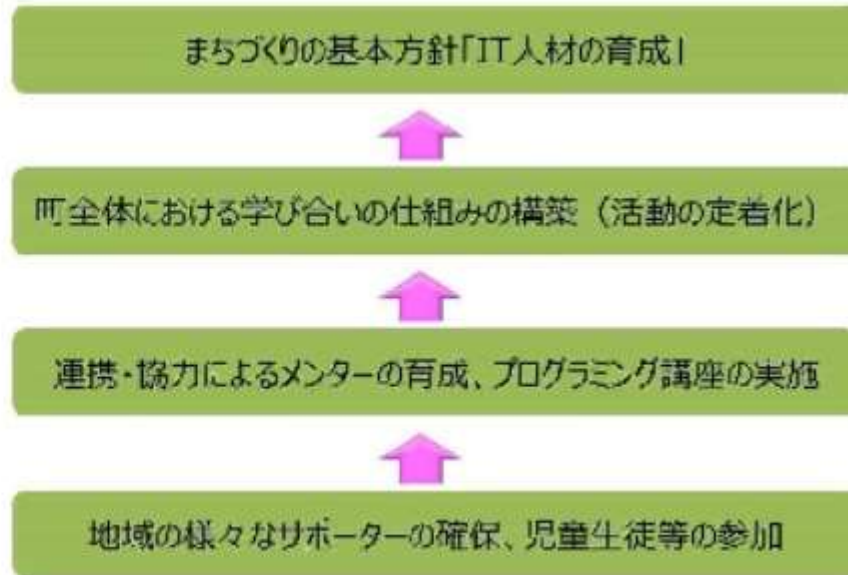 まちづくりの基本方針「IT人材の育成」
町全体における学び合いの仕組みの構築（活動の定着化）
連携・協力によるメンターの育成、プログラミング講座の実施
地域の様々なサポーターの確保、児童生徒等の参加